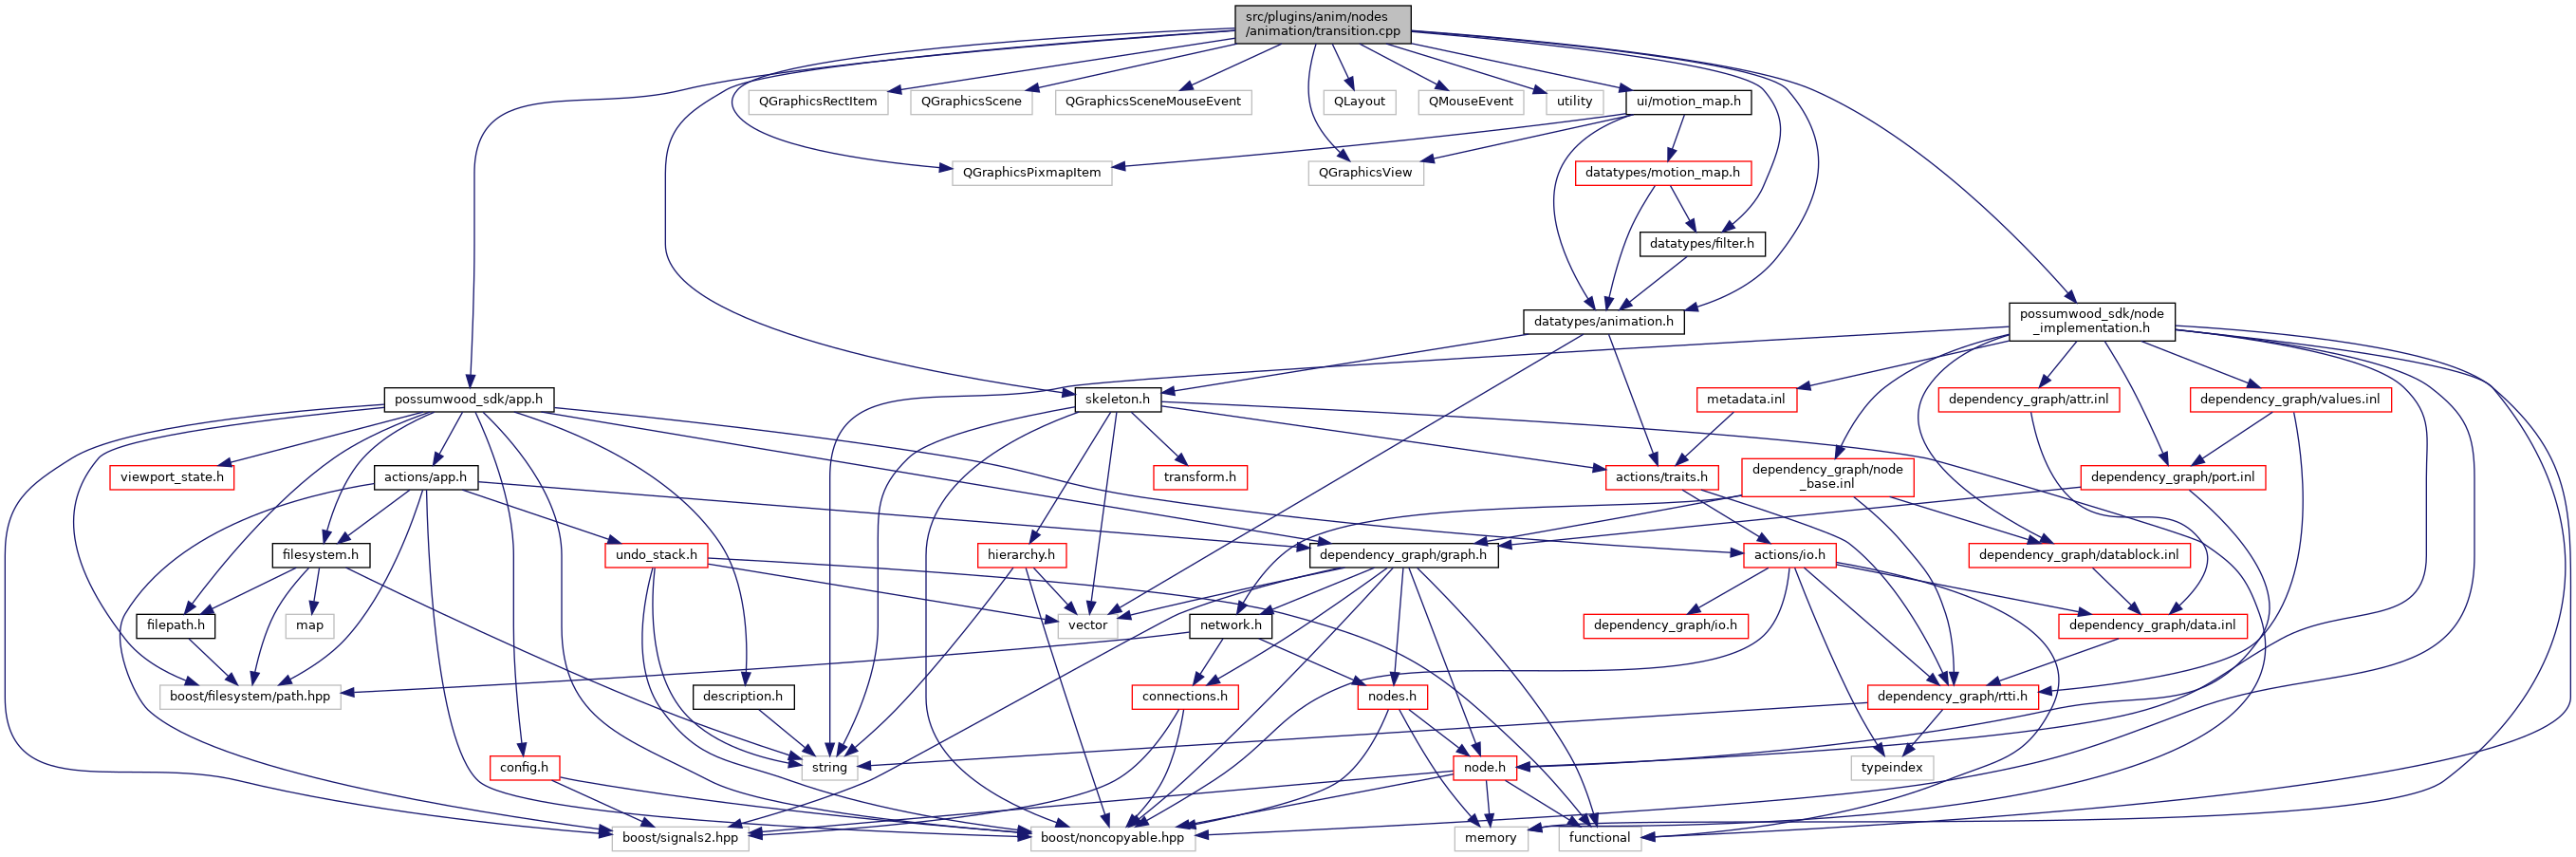 src/plugins/anim/nodes
/animation/transition.cpp
QGraphicsRectItem
QGraphicsScene
QGraphicsSceneMouseEvent
QLayout
QMouseEvent
utility
ui/motion_map.h
QGraphicsPixmapItem
QGraphicsView
datatypes/motion_map.h
datatypes/filter.h
datatypes/animation.h
possumwood_sdk/node
_implementation.h
possumwood_sdk/app.h
skeleton.h
metadata.inl
dependency_graph/attr.inl
dependency_graph/values.inl
viewport_state.h
actions/app.h
transform.h
actions/traits.h
dependency_graph/node
_base.inl
dependency_graph/port.inl
filesystem.h
undo_stack.h
hierarchy.h
dependency_graph/graph.h
actions/io.h
dependency_graph/datablock.inl
filepath.h
map
vector
network.h
dependency_graph/io.h
dependency_graph/data.inl
boost/filesystem/path.hpp
description.h
connections.h
nodes.h
dependency_graph/rtti.h
config.h
string
node.h
typeindex
boost/signals2.hpp
boost/noncopyable.hpp
memory
functional